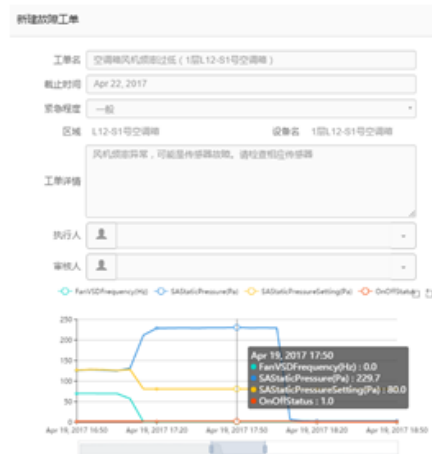 新建故障工单
工单名 空调箱风机频率过低（1层L12-S1号空调箱）
截止时间 Apr 22, 2017
紧急程度 一般
区域 L12-S1号空调箱 设备名 1层L12-S1号空调箱
工单详情 风机频率异常，可能是传感器故障。请检查相应传感器
执行人
审核人
FanVSDFrequency(Hz) SAStaticPressure(Pa) SAStaticPressureSetting(Pa) OnOffStatus
250
200
150
100
50
0
Apr 19, 2017 17:50
FanVSDFrequency(Hz) : 0.0
SAStaticPressure(Pa) : 229.7
SAStaticPressureSetting(Pa) : 80.0
OnOffStatus : 1.0
Apr 19, 2017 16:50 Apr 19, 2017 17:20 Apr 19, 2017 17:50 Apr 19, 2017 18:20 Apr 19, 2017 18:50